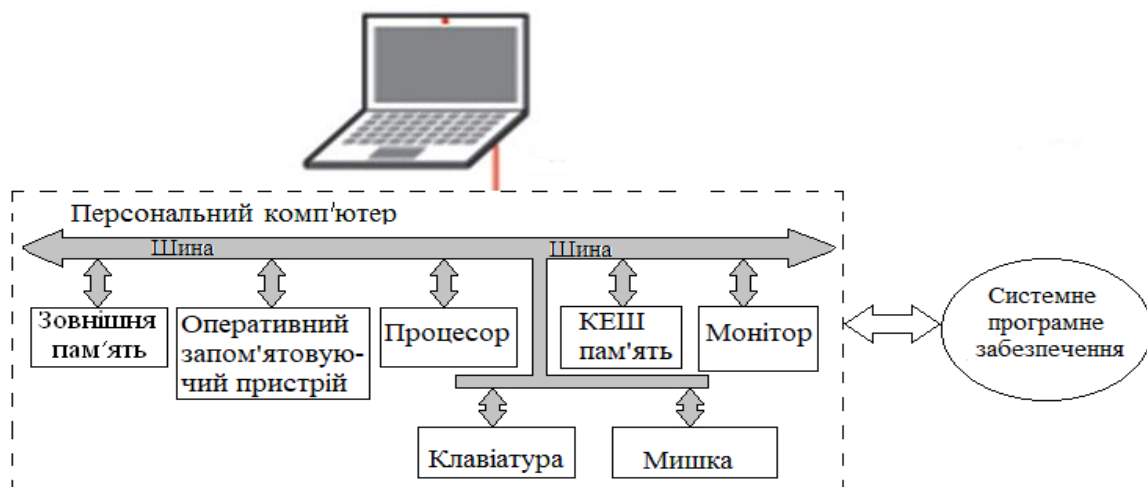 Персональний комп'ютер
Шина
Шина
Зовнішня
пам'ять
Оперативний
запом'ятовую-
чий пристрій
Процесор
КЕШ
пам'ять
Монітор
Клавіатура
Мишка
Системне
програмне
забезпечення